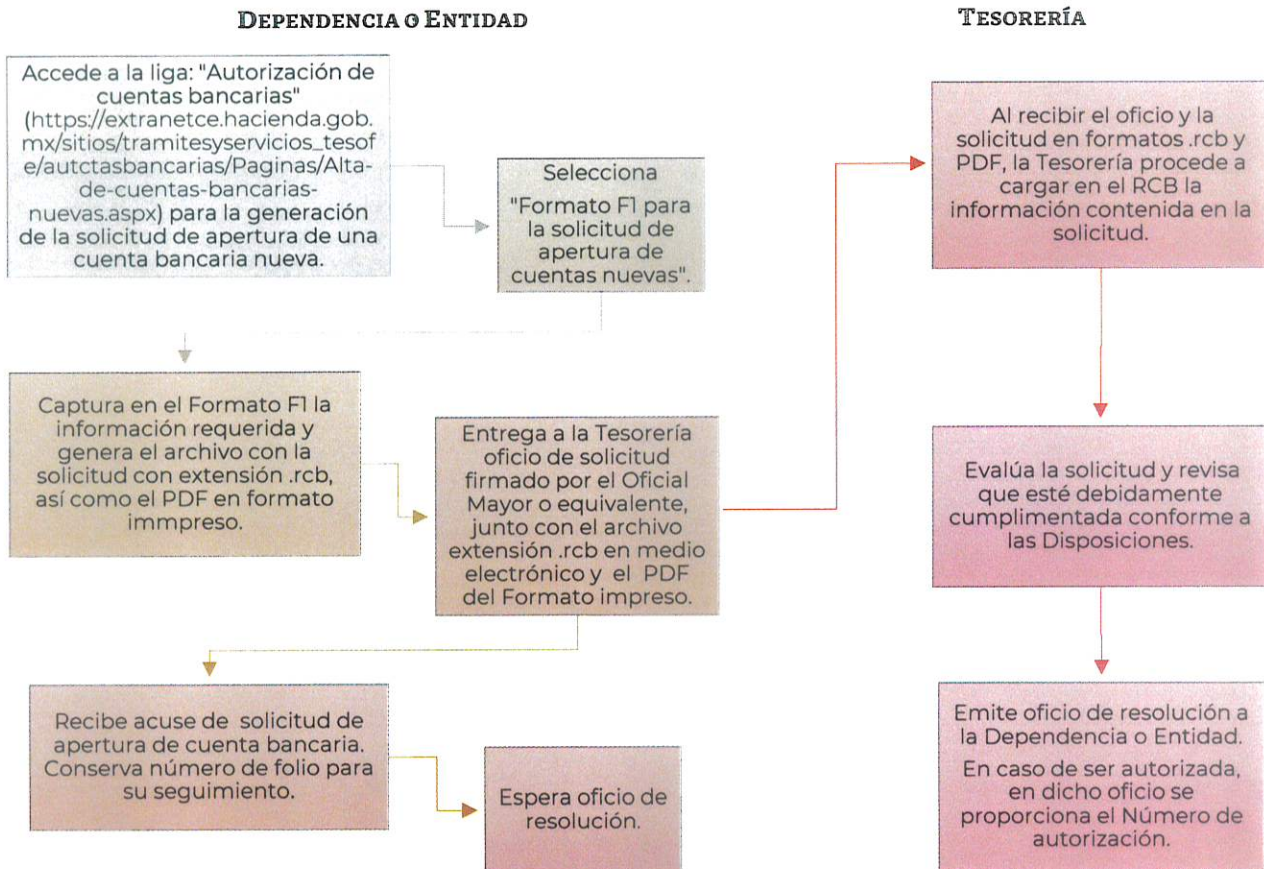 DEPENDENCIA O ENTIDAD
Accede a la liga: "Autorización de
cuentas bancarias"
(https://extranetce.hacienda.gob.
mx/sitios/tramitesyservicios_tesof
e/autctasbancarias/Paginas/Alta-
de-cuentas-bancarias-
nuevas.aspx) para la generación
de la solicitud de apertura de una
cuenta bancaria nueva.
Selecciona
"Formato F1 para
la solicitud de
apertura de
cuentas nuevas".
Captura en el Formato F1 la
información requerida y
genera el archivo con la
solicitud con extensión .rcb,
así como el PDF en formato
immpreso.
Entrega a la Tesorería
oficio de solicitud
firmado por el Oficial
Mayor o equivalente,
junto con el archivo
extensión .rcb en medio
electrónico y el PDF
del Formato impreso.
Recibe acuse de solicitud de
apertura de cuenta bancaria.
Conserva número de folio para
su seguimiento.
Espera oficio de
resolución.
TESORERÍA
Al recibir el oficio y la
solicitud en formatos .rcb y
PDF, la Tesorería procede a
cargar en el RCB la
información contenida en la
solicitud.
Evalúa la solicitud y revisa
que esté debidamente
cumplimentada conforme a
las Disposiciones.
Emite oficio de resolución a
la Dependencia o Entidad.
En caso de ser autorizada,
en dicho oficio se
proporciona el Número de
autorización.